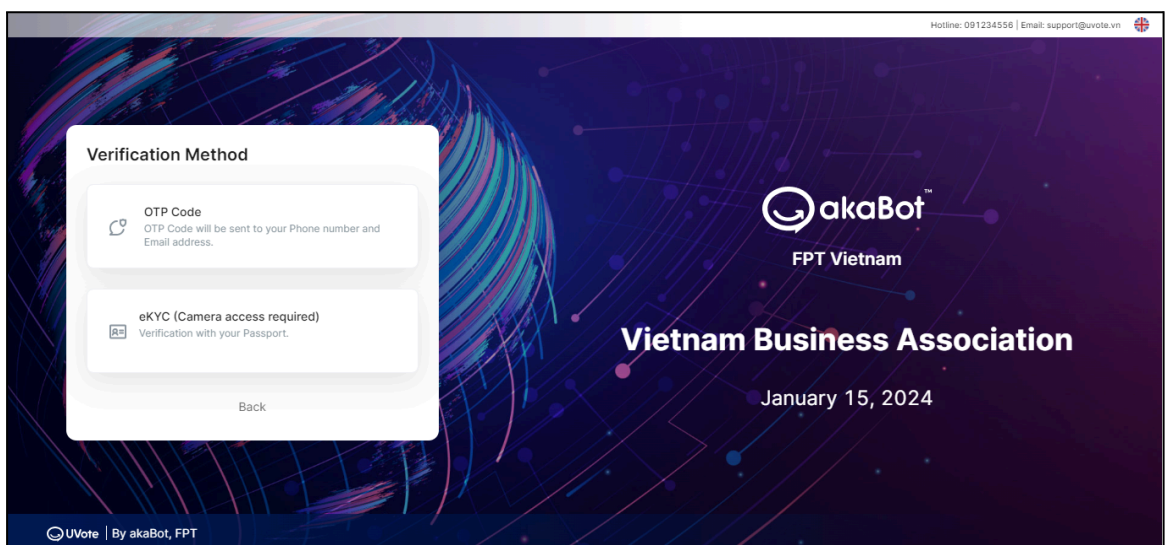 Hotline: 091234556 | Email: support@uvote.vn
Verification Method
OTP Code
OTP Code will be sent to your Phone number and
Email address.
eKYC (Camera access required)
Verification with your Passport.
Back
akaBot™
FPT Vietnam
Vietnam Business Association
January 15, 2024
UVote | By akaBot, FPT